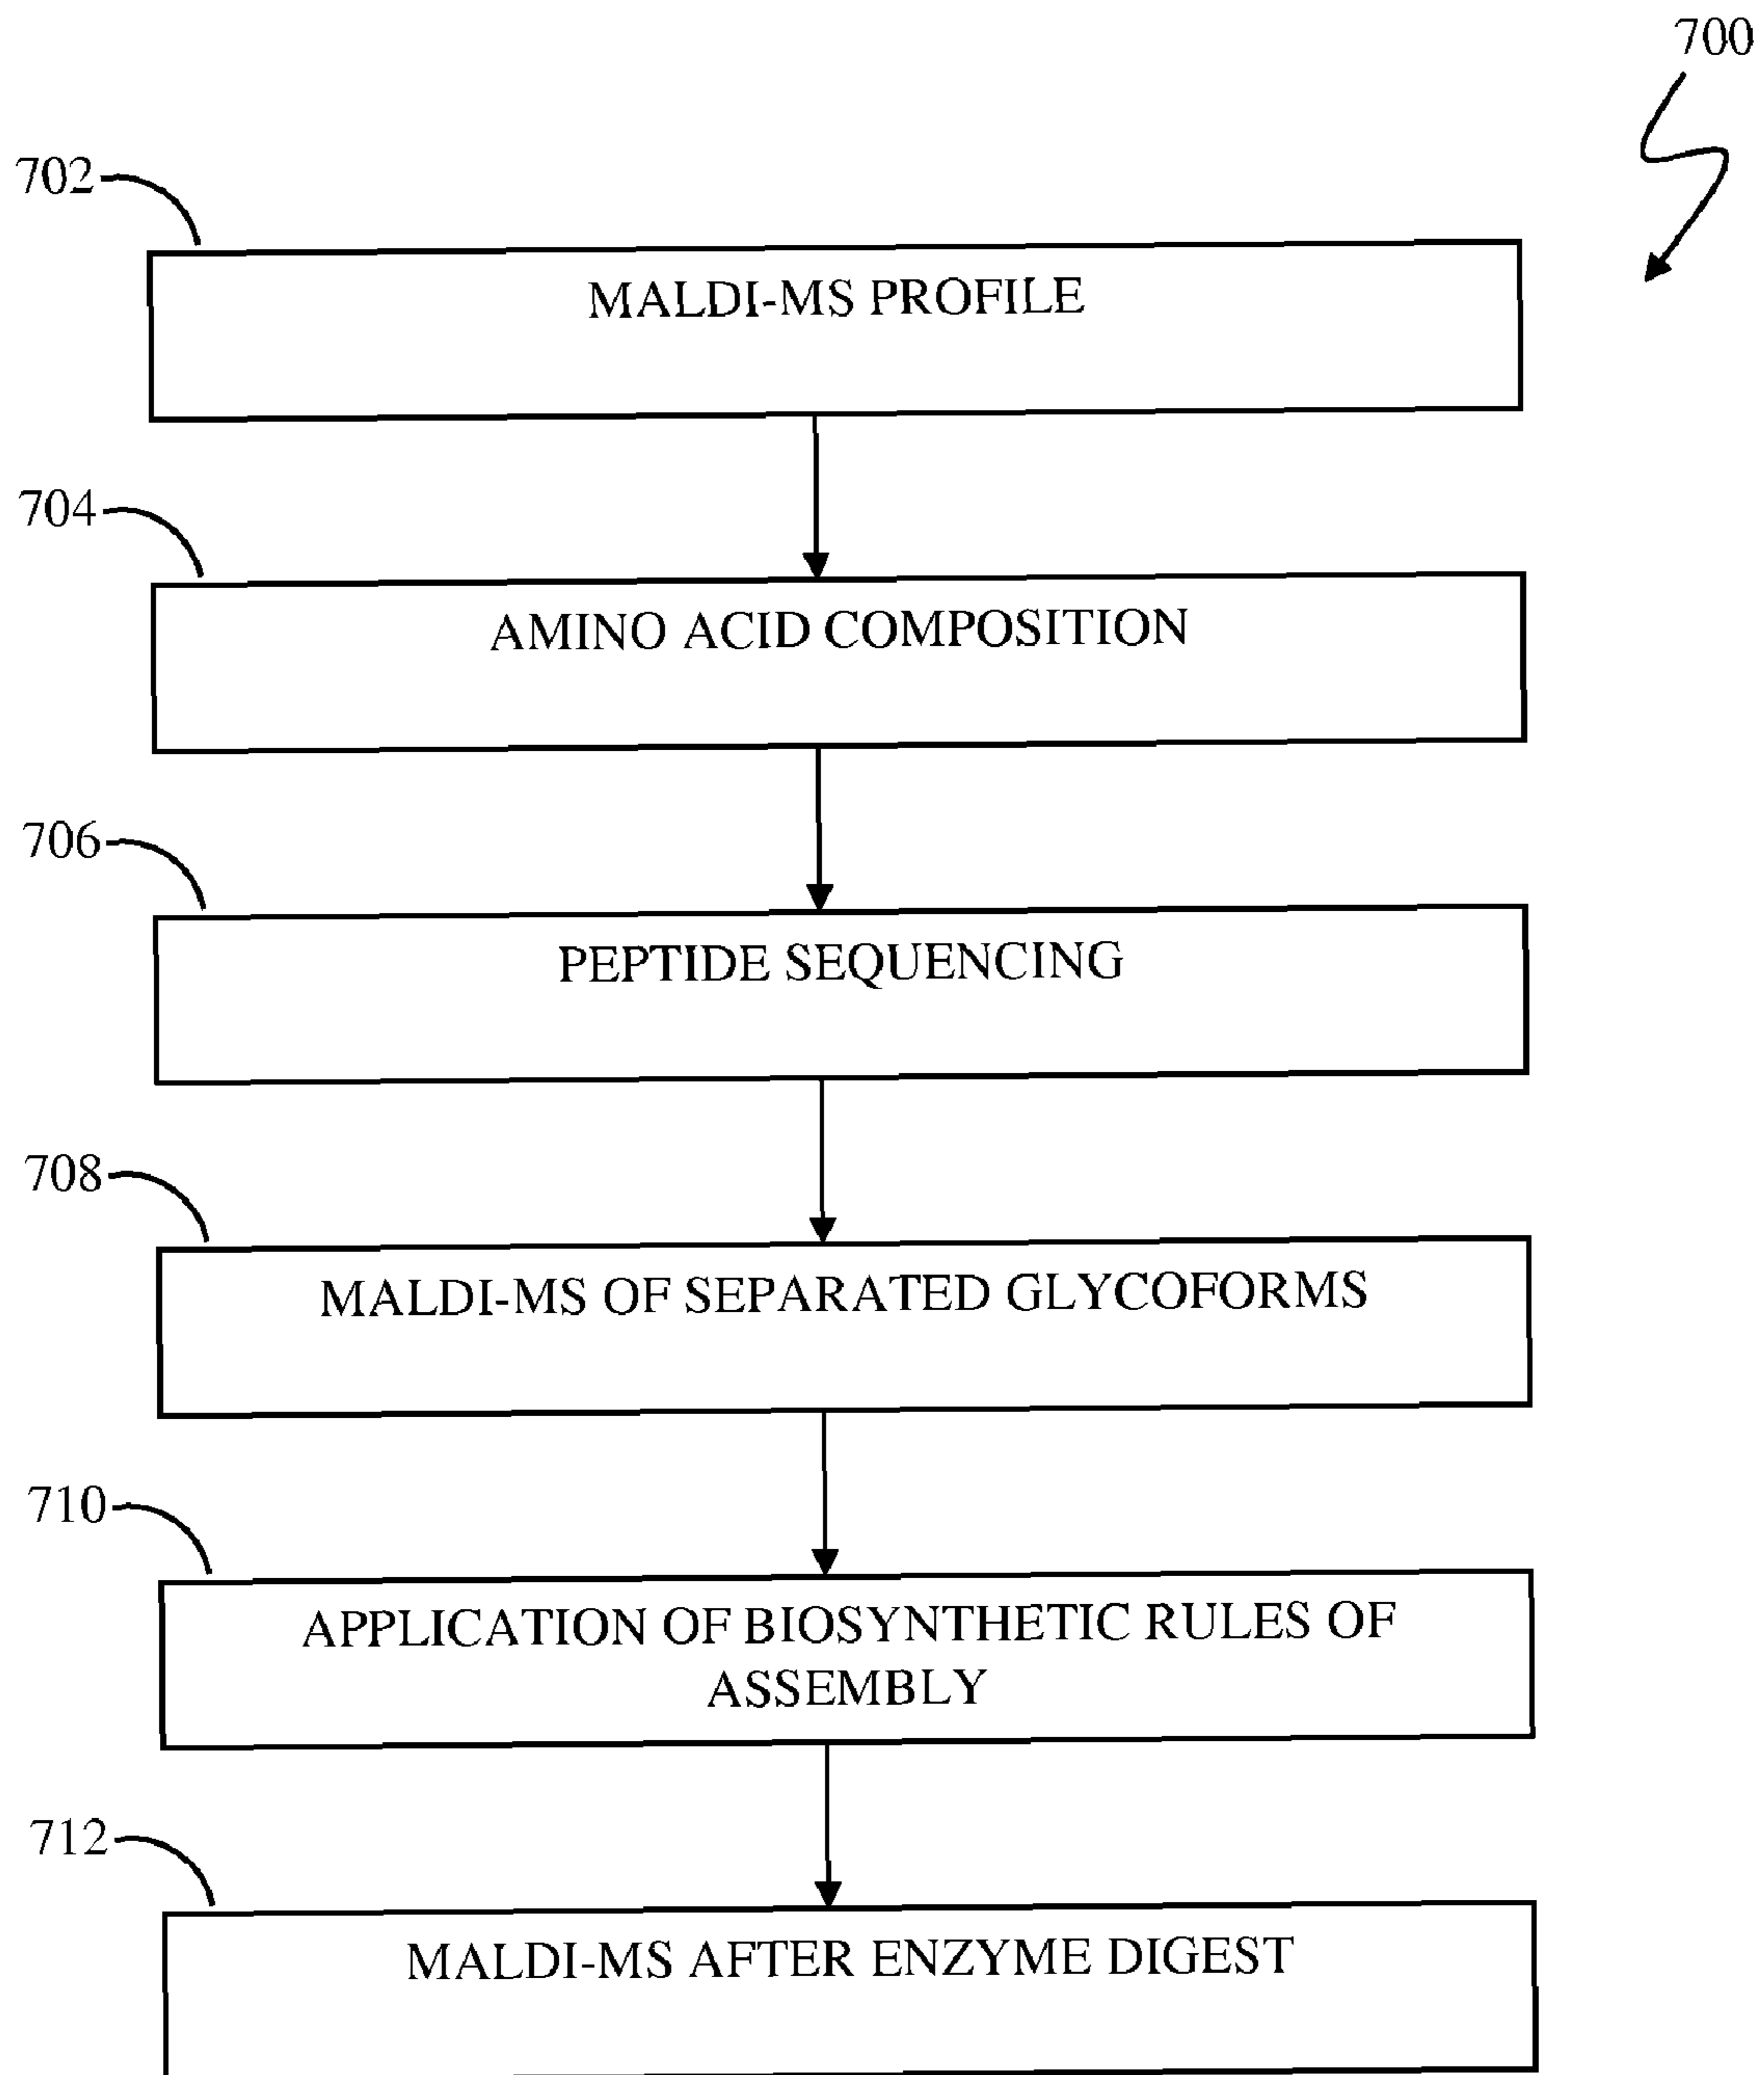 700
702
MALDI-MS PROFILE
704
AMINO ACID COMPOSITION
706
PEPTIDE SEQUENCING
708
MALDI-MS OF SEPARATED GLYCOFORMS
710
APPLICATION OF BIOSYNTHETIC RULES OF
ASSEMBLY
712
MALDI-MS AFTER ENZYME DIGEST